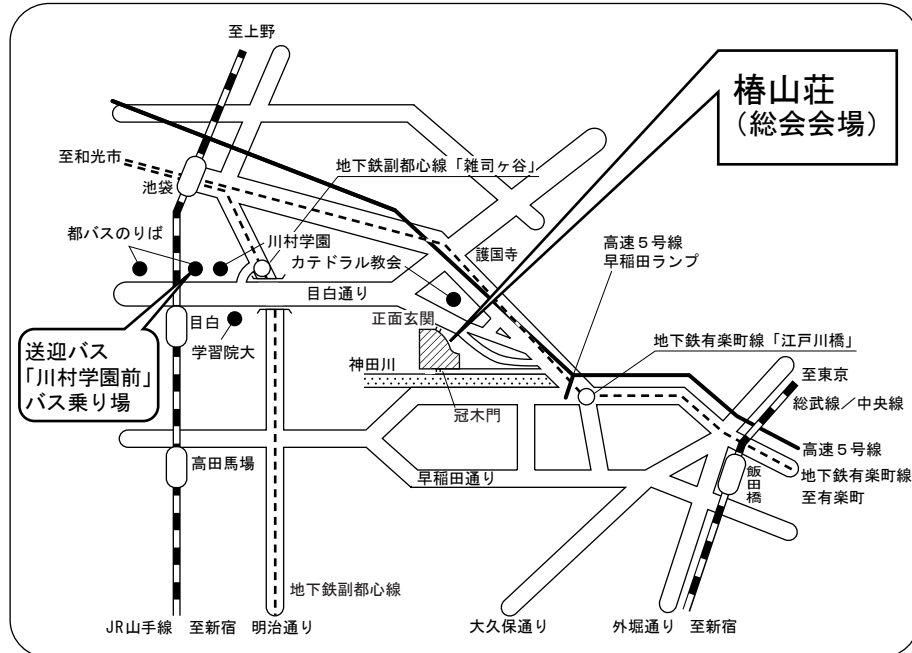 至上野
椿山荘
（総会会場）
至和光市
地下鉄副都心線「雑司ヶ谷」
池袋
都バスのりば
川村学園
カテドラル教会
護国寺
高速５号線
早稲田ランプ
目白通り
正面玄関
目白
学習院大
送迎バス
「川村学園前」
バス乗り場
神田川
地下鉄有楽町線「江戸川橋」
冠木門
至東京
総武線／中央線
高田馬場
早稲田通り
飯田橋
高速５号線
地下鉄有楽町線
至有楽町
地下鉄副都心線
JR山手線
至新宿
明治通り
大久保通り
外堀通り
至新宿